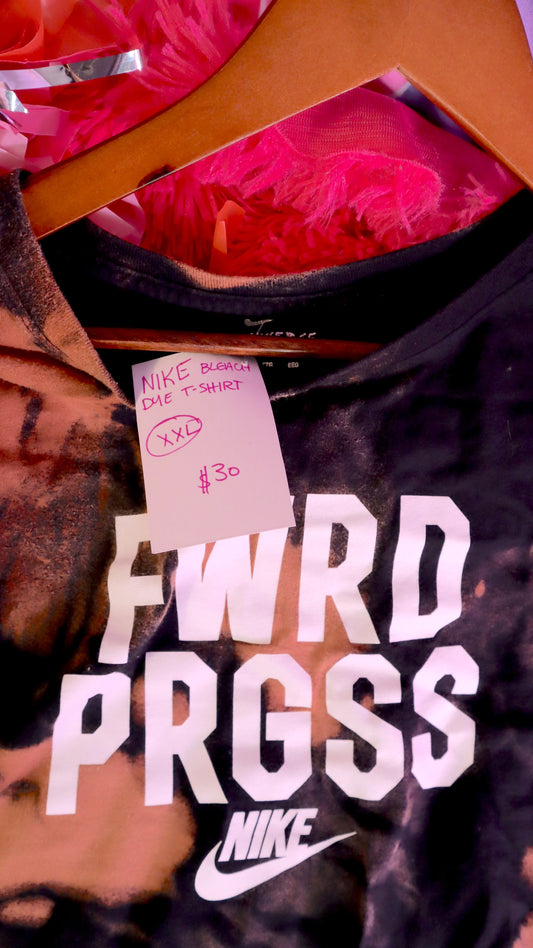 NIKE BLEACH
DYE T-SHIRT
XXL
$30
FWRD
PRGSS
NIKE